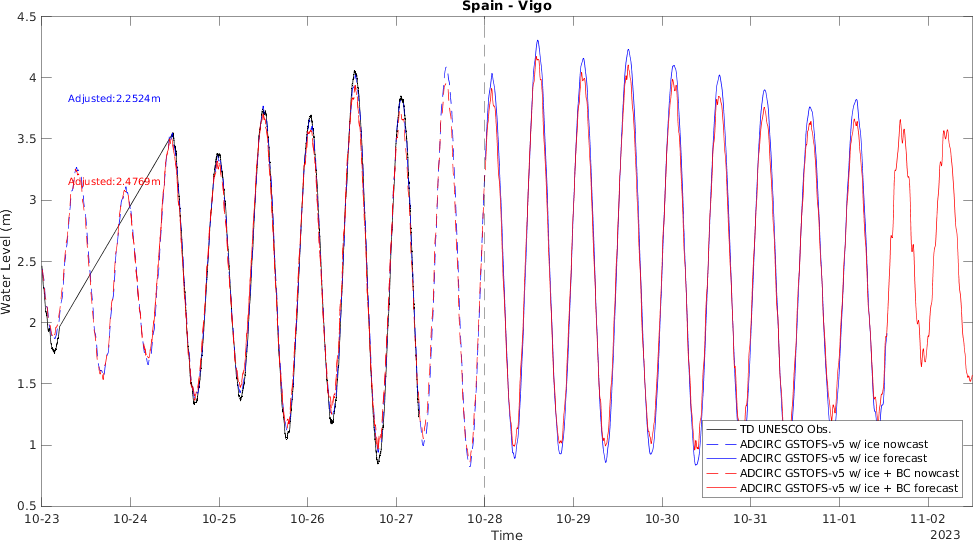 Spain - Vigo
4.5
4
3.5
3
2.5
2
1.5
1
0.5
Water Level (m)
Adjusted:2.2524m
Adjusted:2.4769m
TD UNESCO Obs.
ADCIRC GSTOFS-v5 w/ ice nowcast
ADCIRC GSTOFS-v5 w/ ice forecast
ADCIRC GSTOFS-v5 w/ ice + BC nowcast
ADCIRC GSTOFS-v5 w/ ice + BC forecast
10-23 10-24 10-25 10-26 10-27 10-28 10-29 10-30 10-31 11-01 11-02
Time
2023